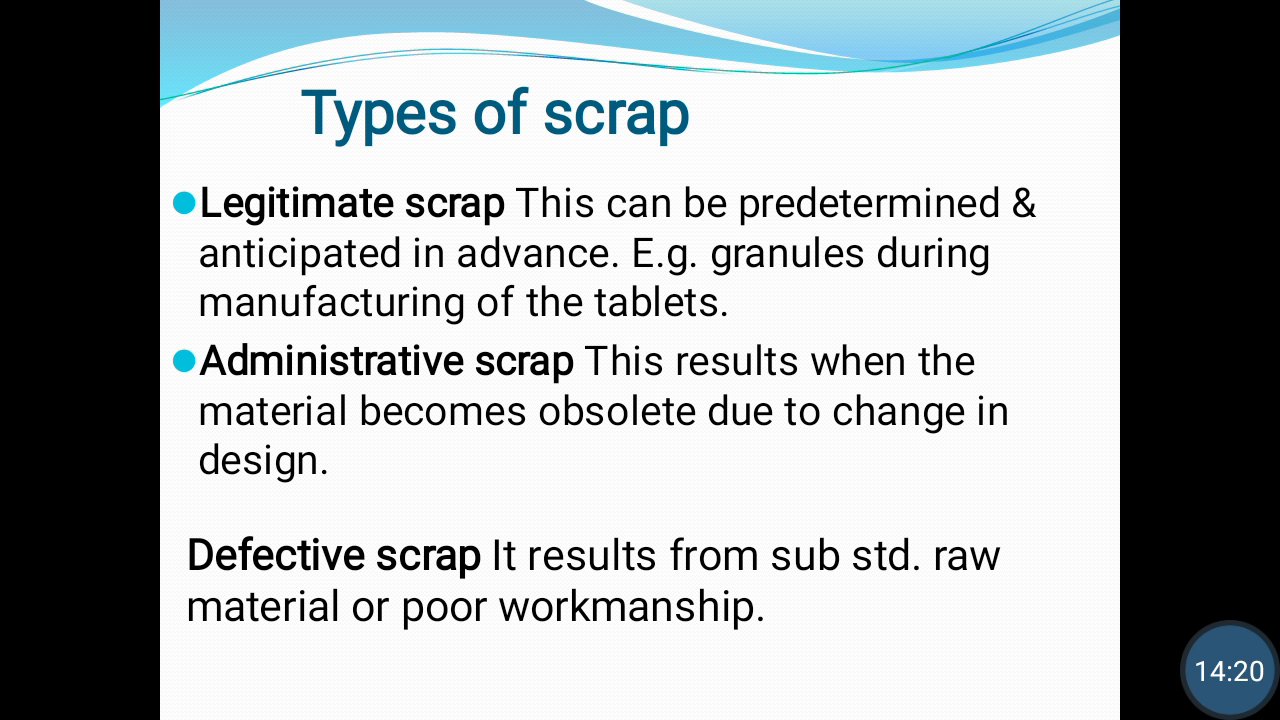 Types of scrap
Legitimate scrap This can be predetermined &
anticipated in advance. E.g. granules during
manufacturing of the tablets.
Administrative scrap This results when the
material becomes obsolete due to change in
design.
Defective scrap It results from sub std. raw
material or poor workmanship.
14:20